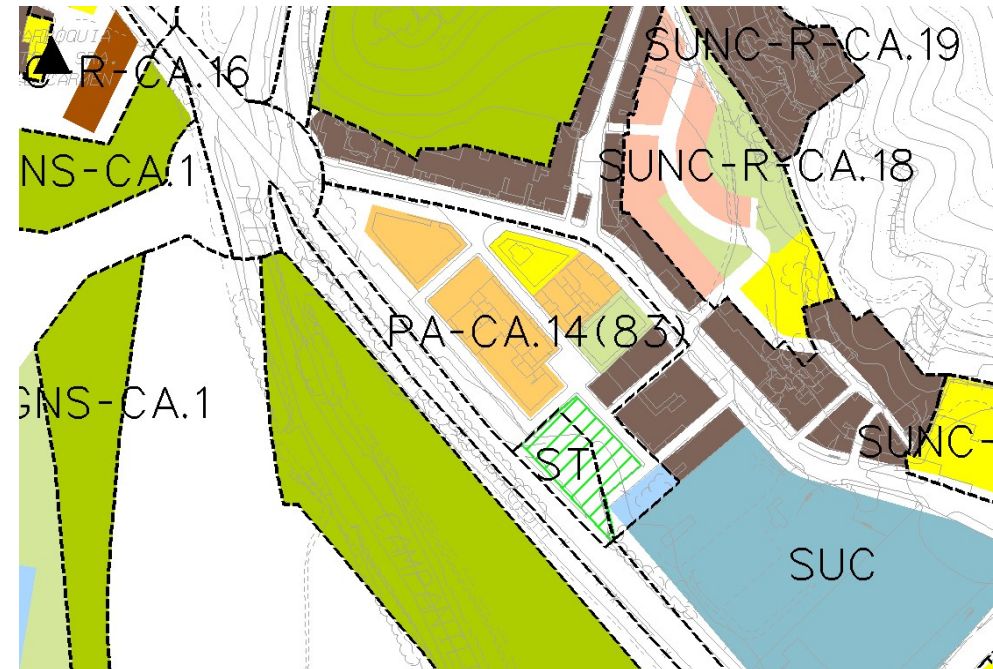 SUNC-R-CA.19
C-R-CA.16
NS-CA.1
SUNC-R-CA.18
PA-CA.14(83)
GNS-CA.1
SUNC-
ST
SUC